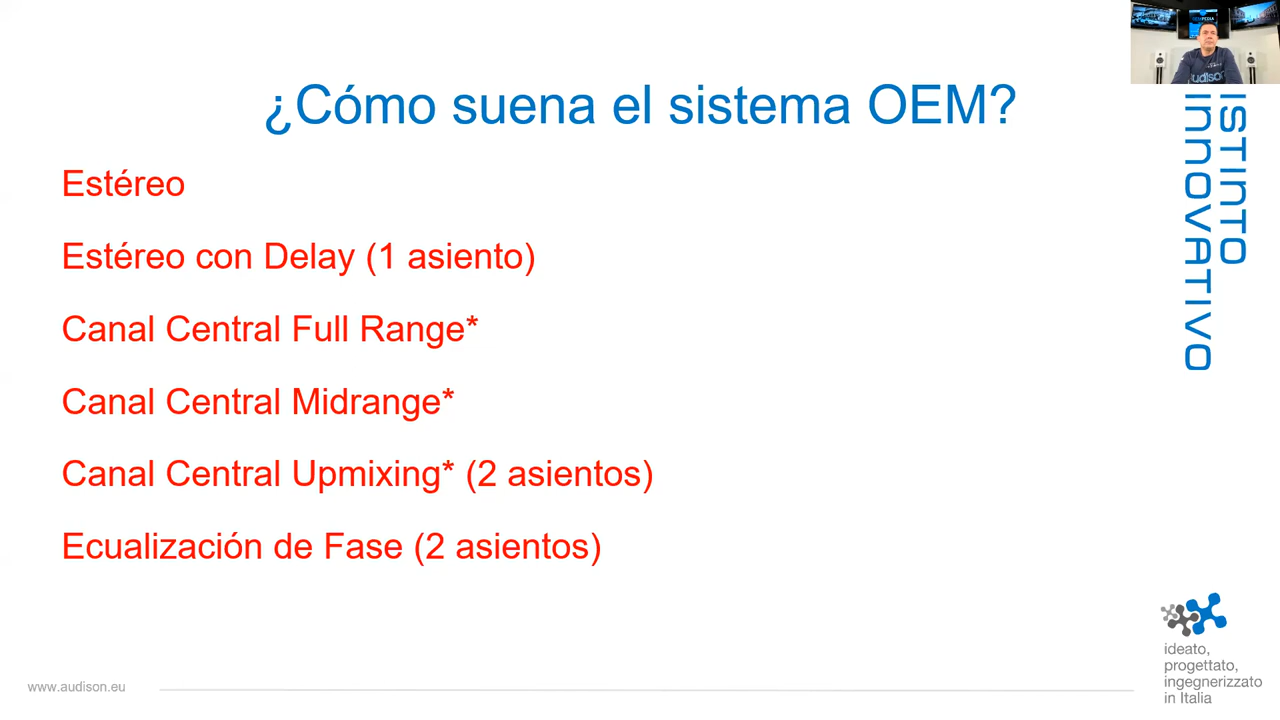 ¿Cómo suena el sistema OEM?
Estéreo
Estéreo con Delay (1 asiento)
Canal Central Full Range*
Canal Central Midrange*
Canal Central Upmixing* (2 asientos)
Ecualización de Fase (2 asientos)
ISTINTO
INNOVATIVO
ideato,
progettato,
ingegnerizzato
in Italia
www.audison.eu